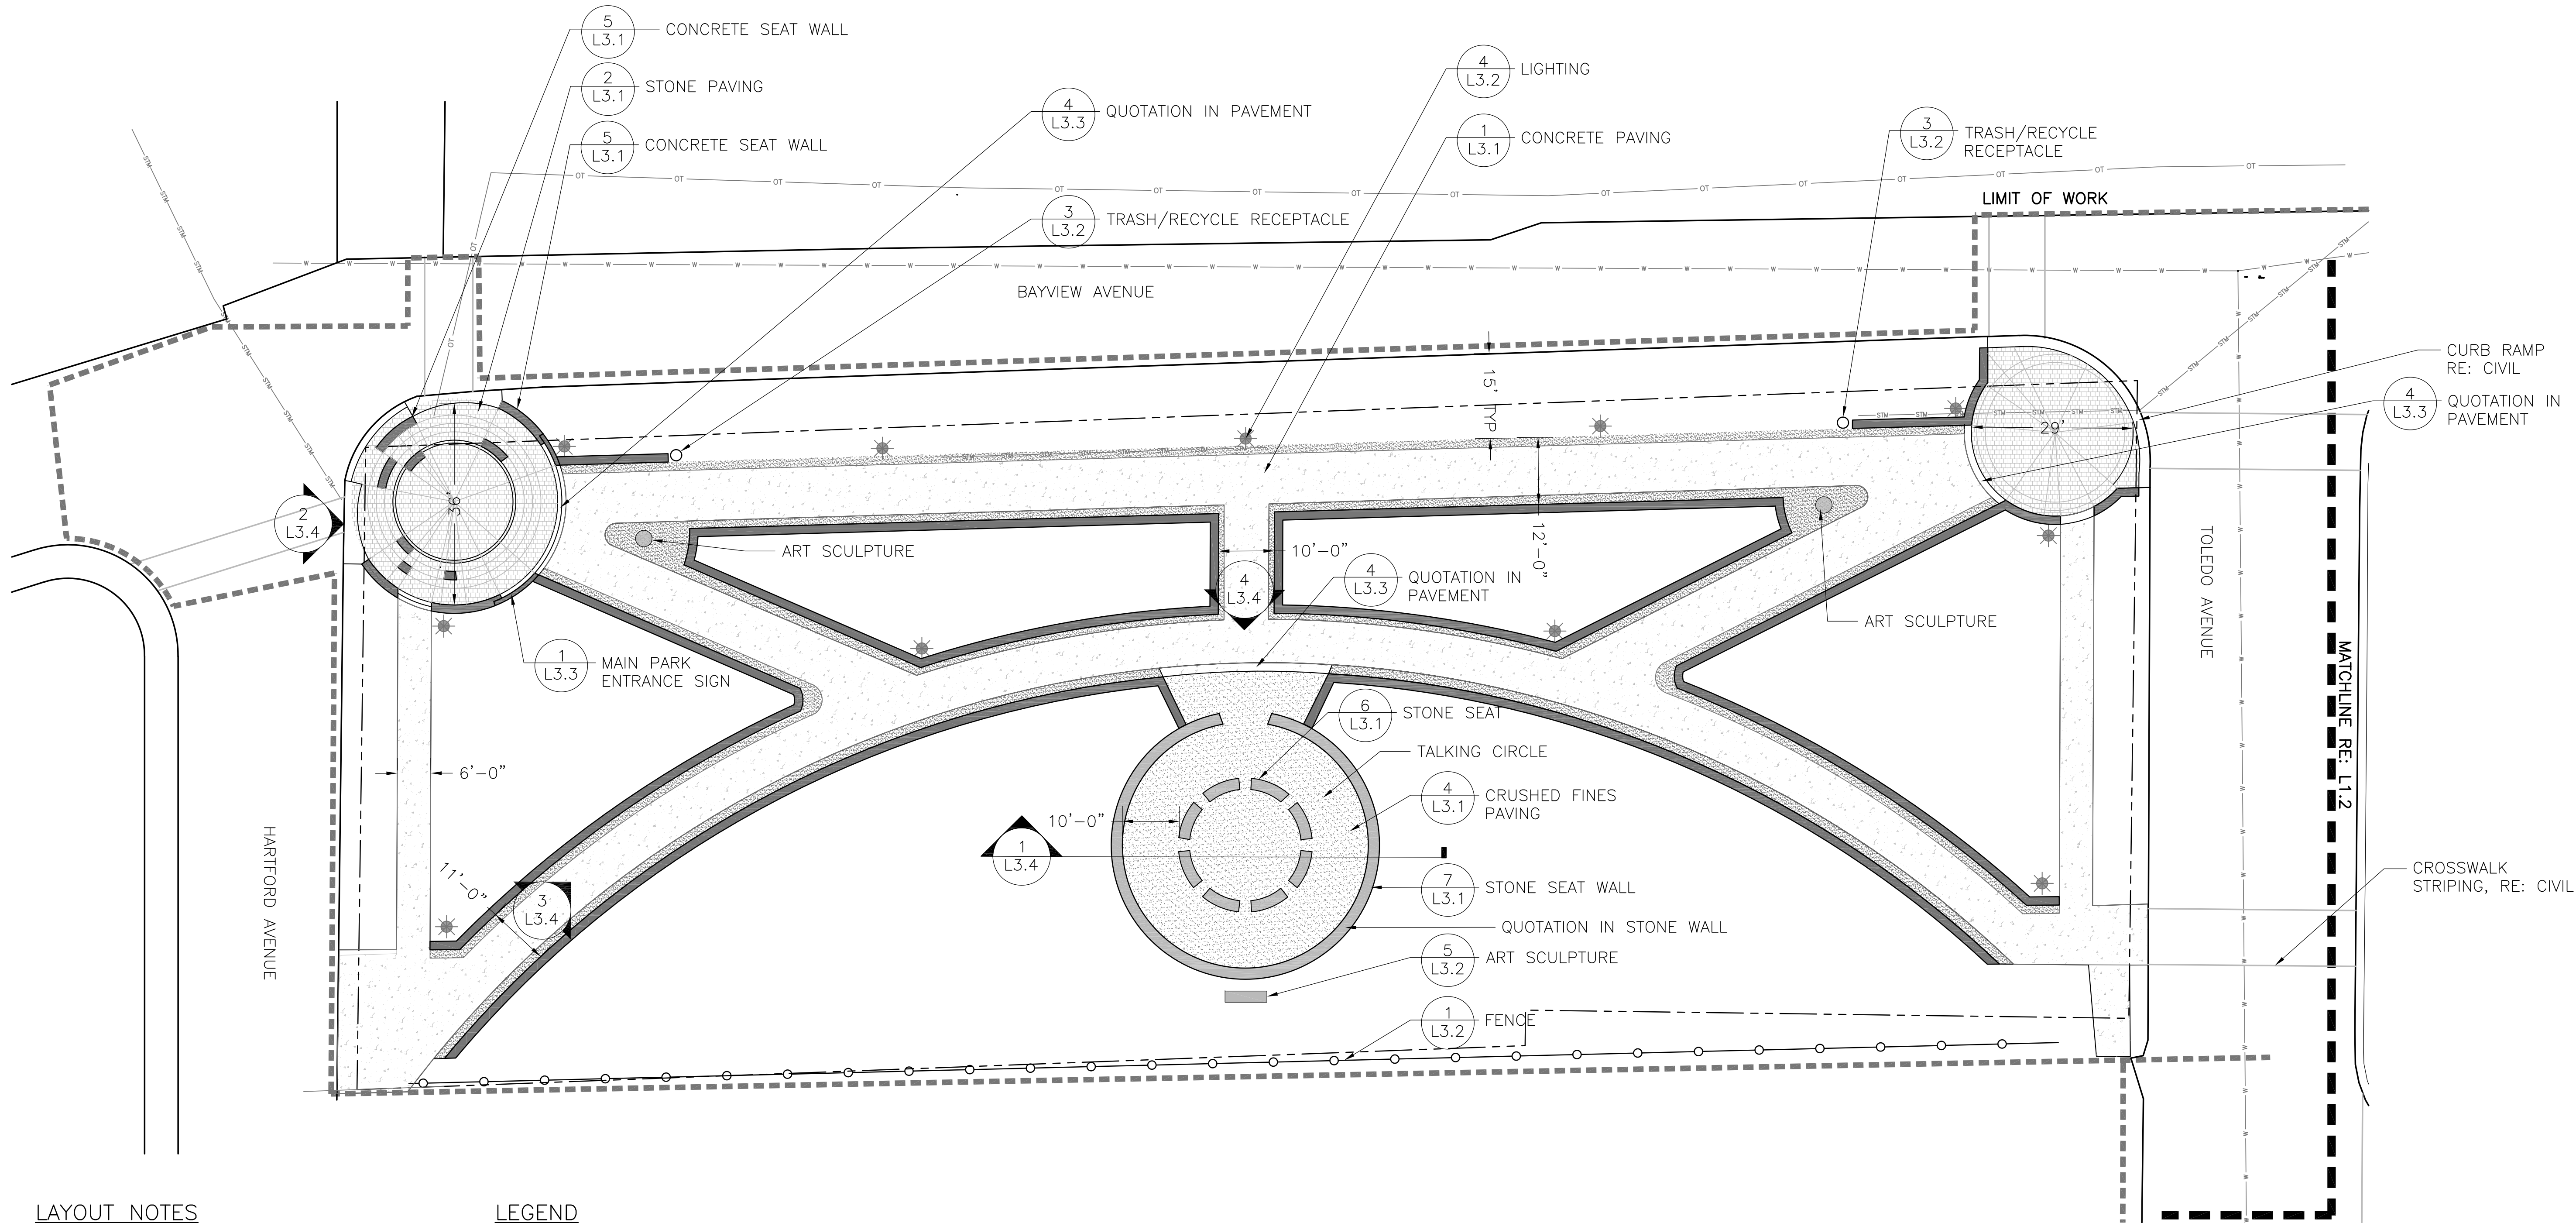 5
L3.1
CONCRETE SEAT WALL
2
L3.1
STONE PAVING
5
L3.1
CONCRETE SEAT WALL
4
L3.3
QUOTATION IN PAVEMENT
3
L3.2
TRASH/RECYCLE RECEPTACLE
4
L3.2
LIGHTING
1
L3.1
CONCRETE PAVING
3
L3.2
TRASH/RECYCLE
RECEPTACLE
LIMIT OF WORK
BAYVIEW AVENUE
CURB RAMP
RE: CIVIL
4
L3.3
QUOTATION IN
PAVEMENT
15' TYP
29'
36'
2
L3.4
ART SCULPTURE
10'-0"
12'-0"
4
L3.4
4
L3.3
QUOTATION IN
PAVEMENT
ART SCULPTURE
TOLEDO AVENUE
MATCHLINE RE: L1.2
1
L3.3
MAIN PARK
ENTRANCE SIGN
6
L3.1
STONE SEAT
TALKING CIRCLE
4
L3.1
CRUSHED FINES
PAVING
6'-0"
10'-0"
1
L3.4
HARTFORD AVENUE
11'-0"
3
L3.4
7
L3.1
STONE SEAT WALL
QUOTATION IN STONE WALL
5
L3.2
ART SCULPTURE
1
L3.2
FENCE
CROSSWALK
STRIPING, RE: CIVIL
OT
STM
W
LAYOUT NOTES
LEGEND